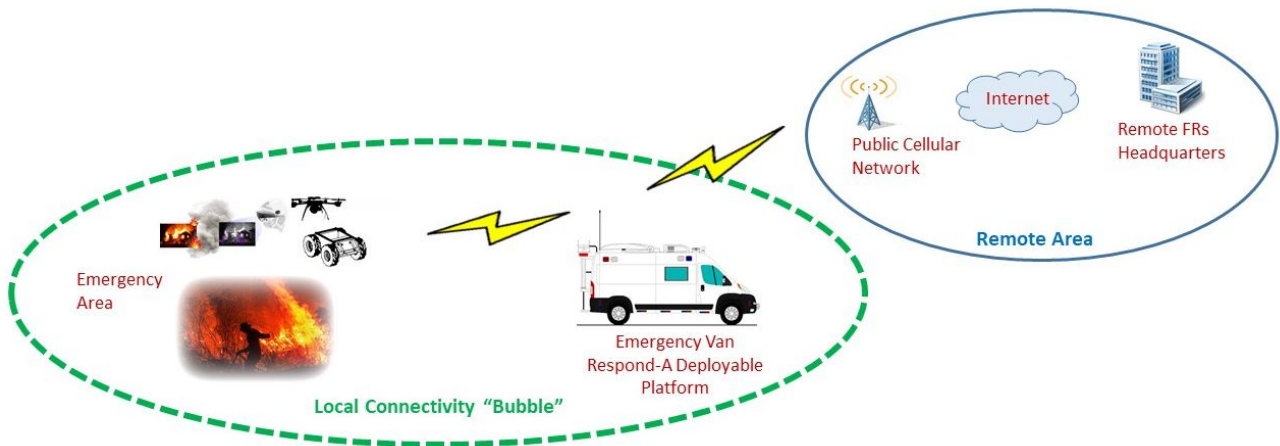 Internet
Public Cellular
Network
Remote FRs
Headquarters
Remote Area
Emergency
Area
Emergency Van
Respond-A Deployable
Platform
Local Connectivity “Bubble”